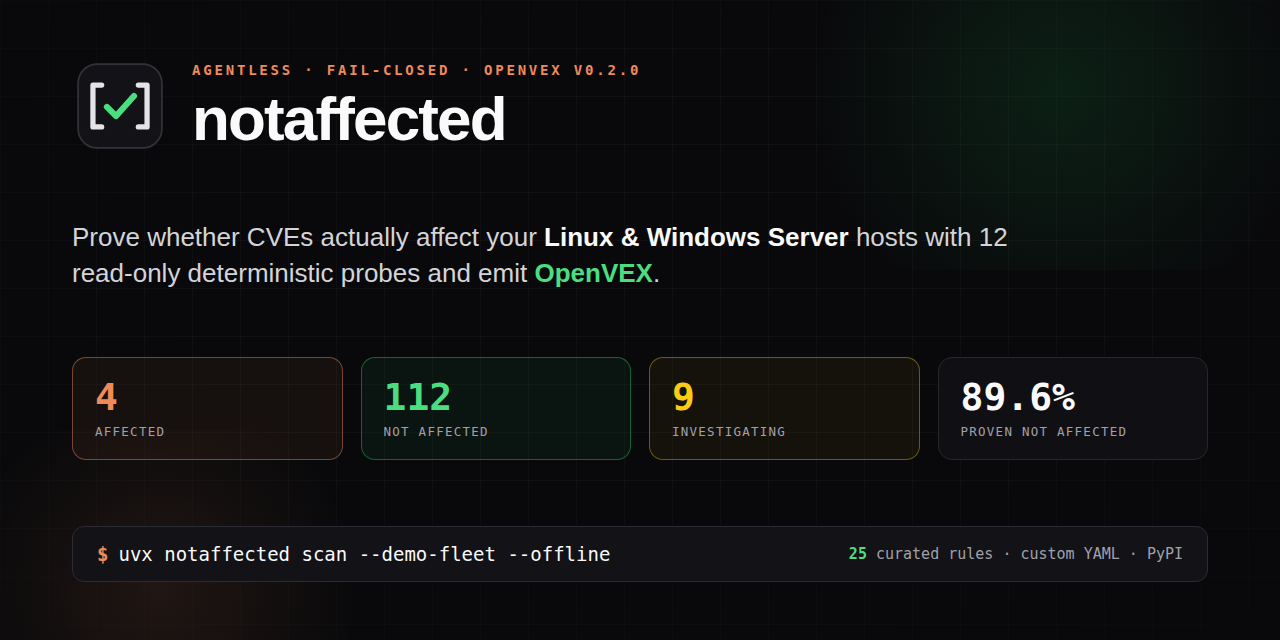 AGENTLESS · FAIL-CLOSED · OPENVEX V0.2.0
notaffected
Prove whether CVEs actually affect your Linux & Windows Server hosts with 12
read-only deterministic probes and emit OpenVEX.
4
AFFECTED
112
NOT AFFECTED
9
INVESTIGATING
89.6%
PROVEN NOT AFFECTED
$ uvx notaffected scan --demo-fleet --offline
25 curated rules · custom YAML · PyPI